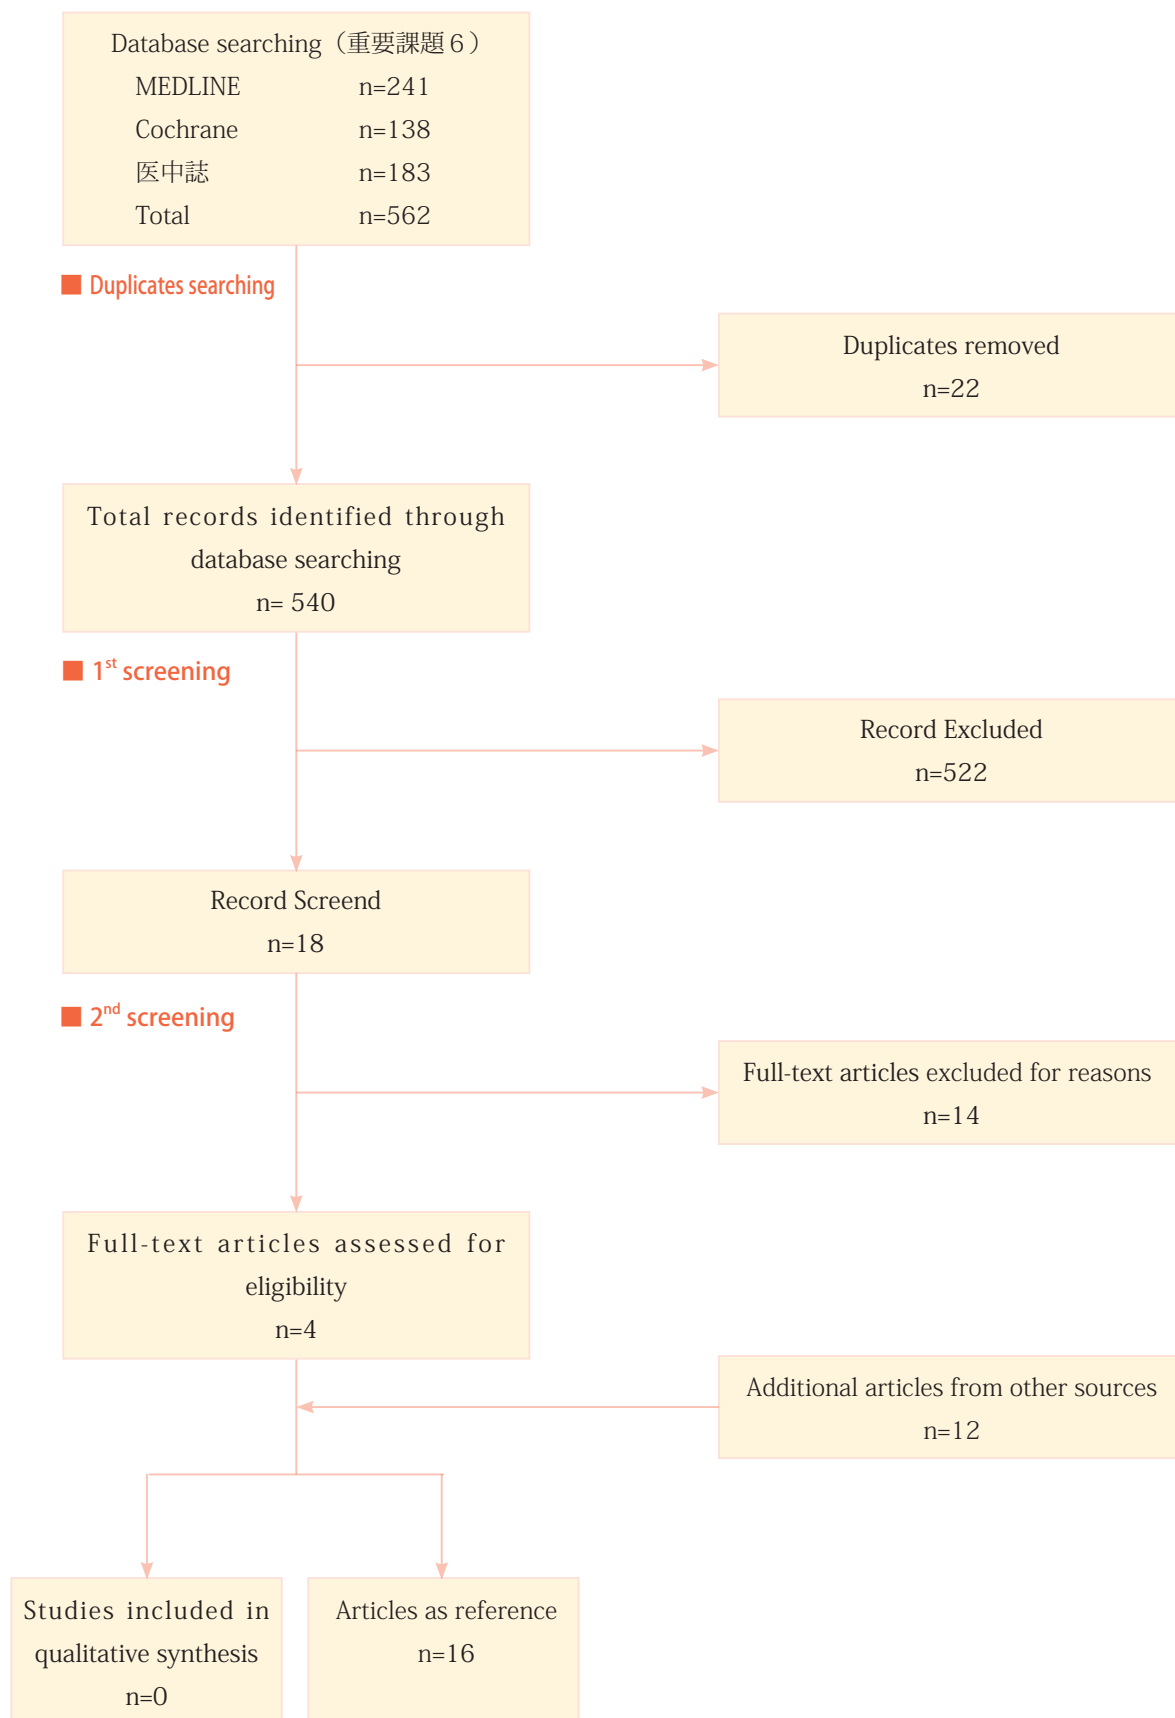 Database searching（重要課題６）
MEDLINE n=241
Cochrane n=138
医中誌 n=183
Total n=562
■ Duplicates searching
Duplicates removed
n=22
Total records identified through
database searching
n= 540
■ 1st screening
Record Excluded
n=522
Record Screend
n=18
■ 2nd screening
Full-text articles excluded for reasons
n=14
Full-text articles assessed for
eligibility
n=4
Additional articles from other sources
n=12
Studies included in
qualitative synthesis
n=0
Articles as reference
n=16